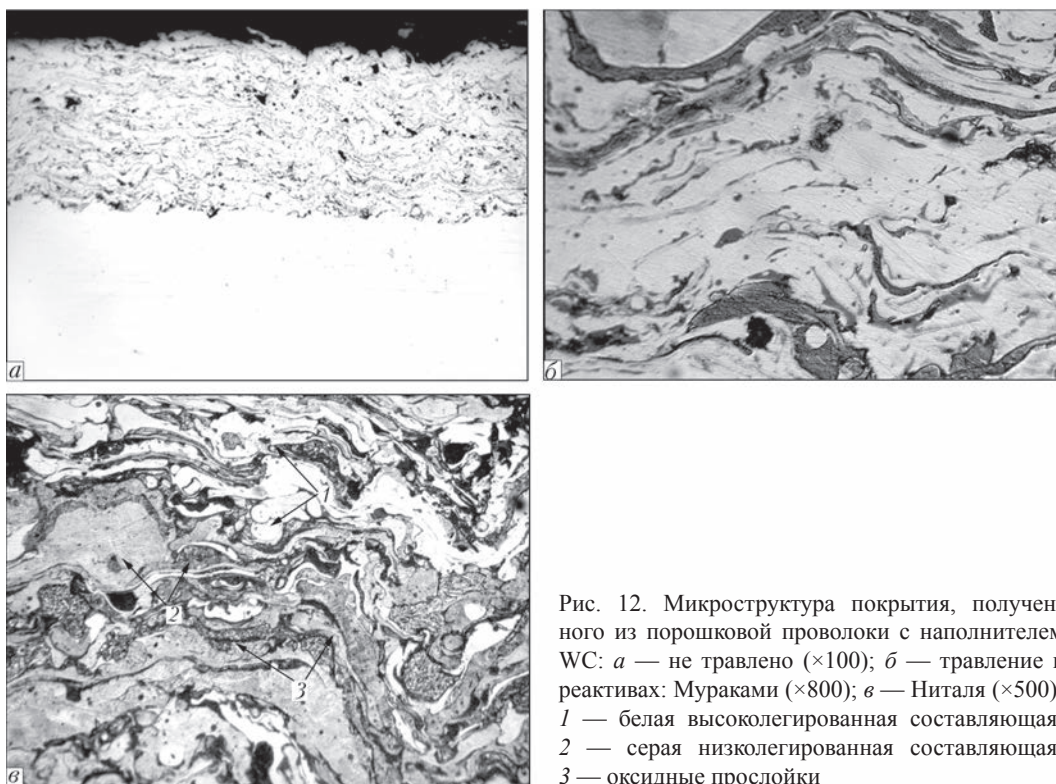 а
б
1
2
3
в
Рис. 12. Микроструктура покрытия, получен
ного из порошковой проволоки с наполнителем
WC: а — не травлено (×100); б — травление в
реактивах: Мураками (×800); в — Ниталя (×500)
1 — белая высоколегированная составляющая
2 — серая низколегированная составляющая
3 — оксидные прослойки